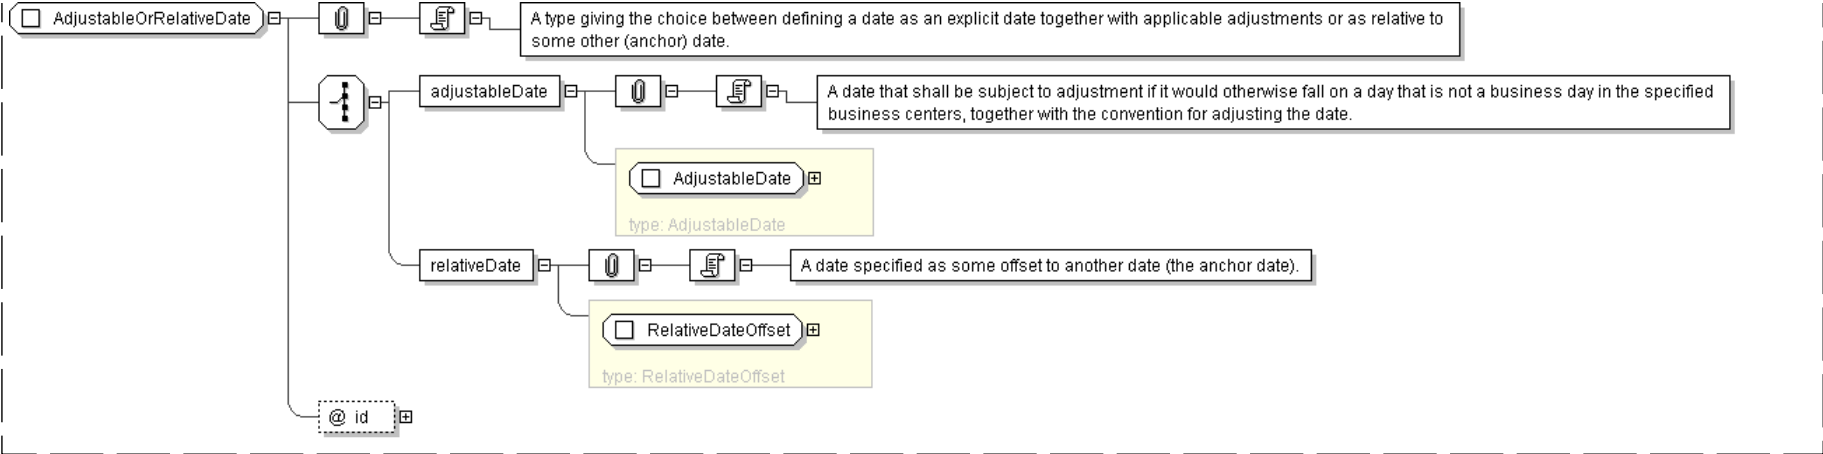 AdjustableOrRelativeDate
A type giving the choice between defining a date as an explicit date together with applicable adjustments or as relative to
some other (anchor) date.
adjustableDate
A date that shall be subject to adjustment if it would otherwise fall on a day that is not a business day in the specified
business centers, together with the convention for adjusting the date.
AdjustableDate
type: AdjustableDate
relativeDate
A date specified as some offset to another date (the anchor date).
RelativeDateOffset
type: RelativeDateOffset
@ id